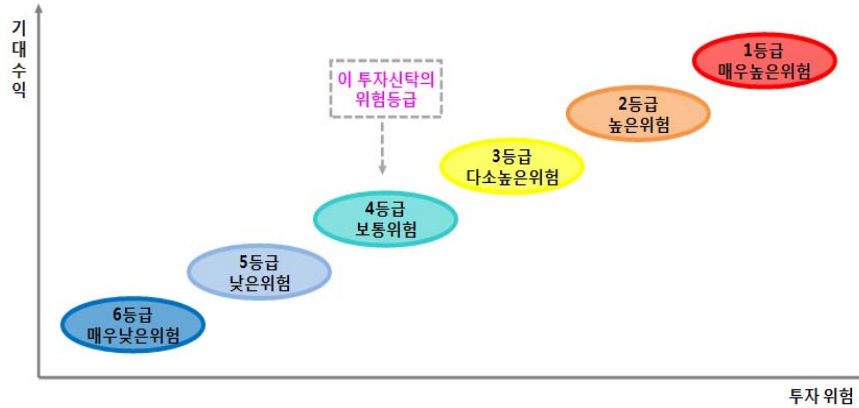 기대수익
1등급
매우높은위험
이 투자신탁의
위험등급
2등급
높은위험
3등급
다소높은위험
4등급
보통위험
5등급
낮은위험
6등급
매우낮은위험
투자 위험